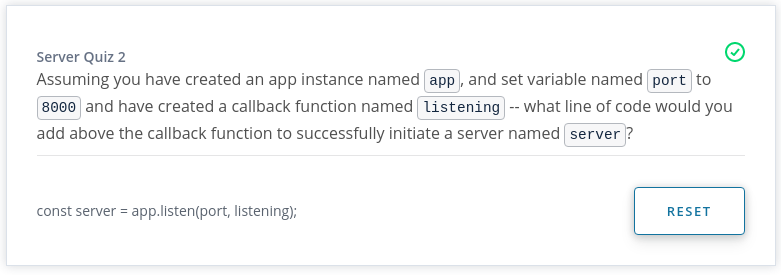 Server Quiz 2
Assuming you have created an app instance named app, and set variable named port to
8000 and have created a callback function named listening -- what line of code would you
add above the callback function to successfully initiate a server named server?
const server = app.listen(port, listening);
RESET